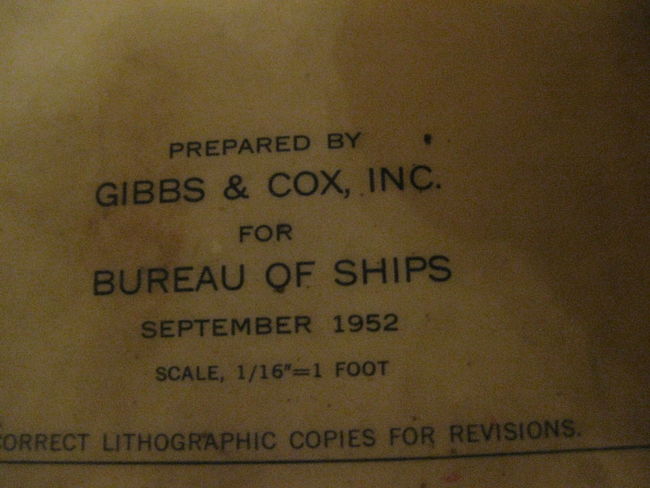 PREPARED BY
GIBBS & COX, INC.
FOR
BUREAU OF SHIPS
SEPTEMBER 1952
SCALE, 1/16"=1 FOOT
CORRECT LITHOGRAPHIC COPIES FOR REVISIONS.